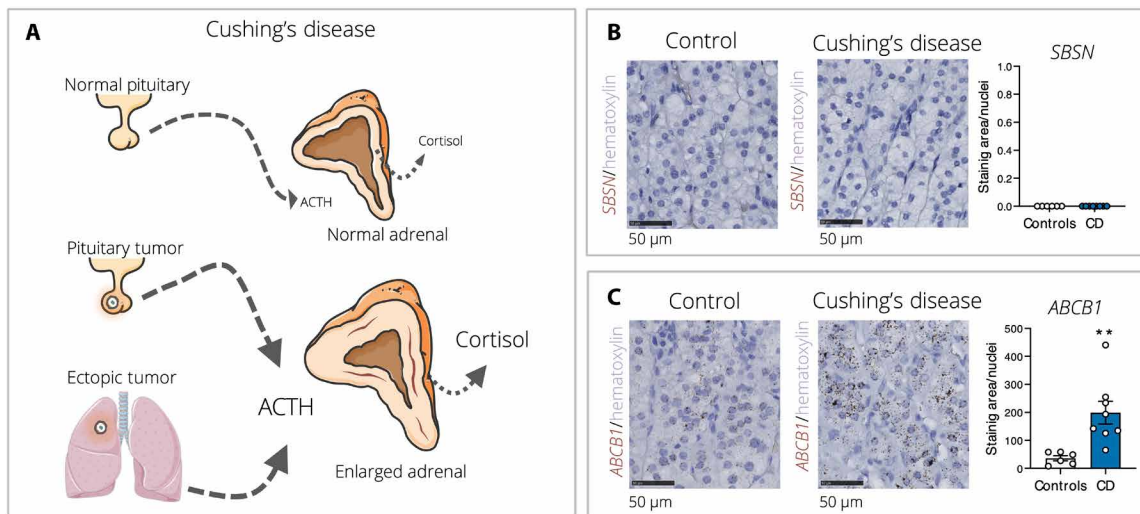 A
Cushing's disease
Normal pituitary
Cortisol
ACTH
Normal adrenal
Pituitary tumor
Cortisol
Ectopic tumor
ACTH
Enlarged adrenal
B
Control
Cushing's disease
SBSN/hematoxylin
50 µm
SBSN/hematoxylin
50 µm
SBSN
Stainig area/nuclei
1.0
0.8
0.6
0.4
0.2
0.0
Controls CD
C
Control
Cushing's disease
ABCB1/hematoxylin
50 µm
ABCB1/hematoxylin
50 µm
ABCB1
Stainig area/nuclei
500
400
300
200
100
0
**
Controls CD